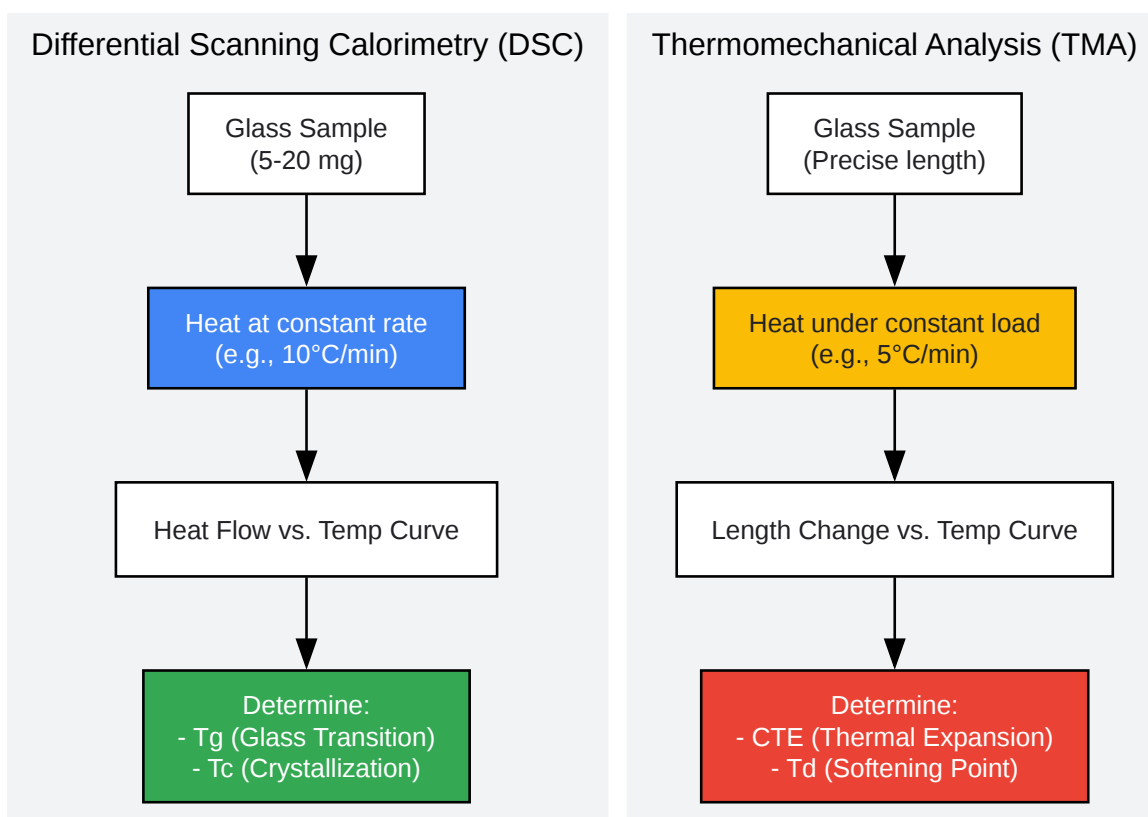 Differential Scanning Calorimetry (DSC)
Glass Sample
(5-20 mg)
Heat at constant rate
(e.g., 10°C/min)
Heat Flow vs. Temp Curve
Determine:
- Tg (Glass Transition)
- Tc (Crystallization)
Thermomechanical Analysis (TMA)
Glass Sample
(Precise length)
Heat under constant load
(e.g., 5°C/min)
Length Change vs. Temp Curve
Determine:
- CTE (Thermal Expansion)
- Td (Softening Point)